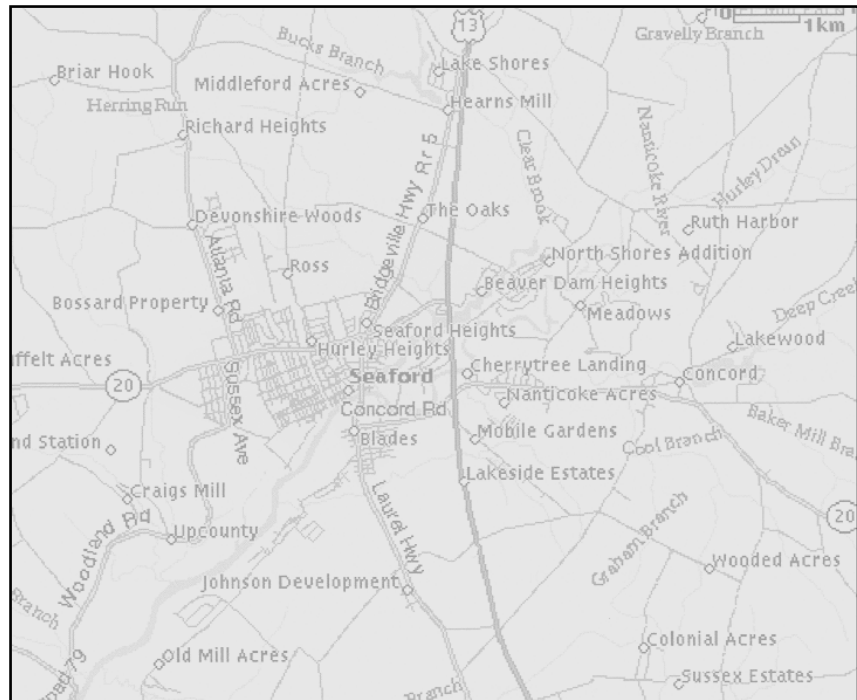 13
1km
Gravelly Branch
Bucks Branch
Lake Shores
Briar Hook
Middleford Acres
Herring Run
Hearns Mill
Richard Heights
Rr 5
Clear Brook
Nanticoke River
Hurley Drain
Devonshire Woods
The Oaks
Ruth Harbor
Atlanta Rd
Bridgeville Hwy
North Shores Addition
Ross
Beaver Dam Heights
Bossard Property
Meadows
Deep Creek
Seaford Heights
Lakewood
Hurley Heights
uffelt Acres
20
Sussex Ave
Seaford
Cherrytree Landing
Concord
Nanticoke Acres
Concord Rd
Blades
Mobile Gardens
Cool Branch
Baker Mill Bra
nd Station
Lakeside Estates
Craigs Mill
Laurel Hwy
20
Woodland Rd
Upcounty
Graham Branch
Johnson Development
Wooded Acres
Branch
Colonial Acres
Old Mill Acres
oad 79
Branch
Sussex Estates